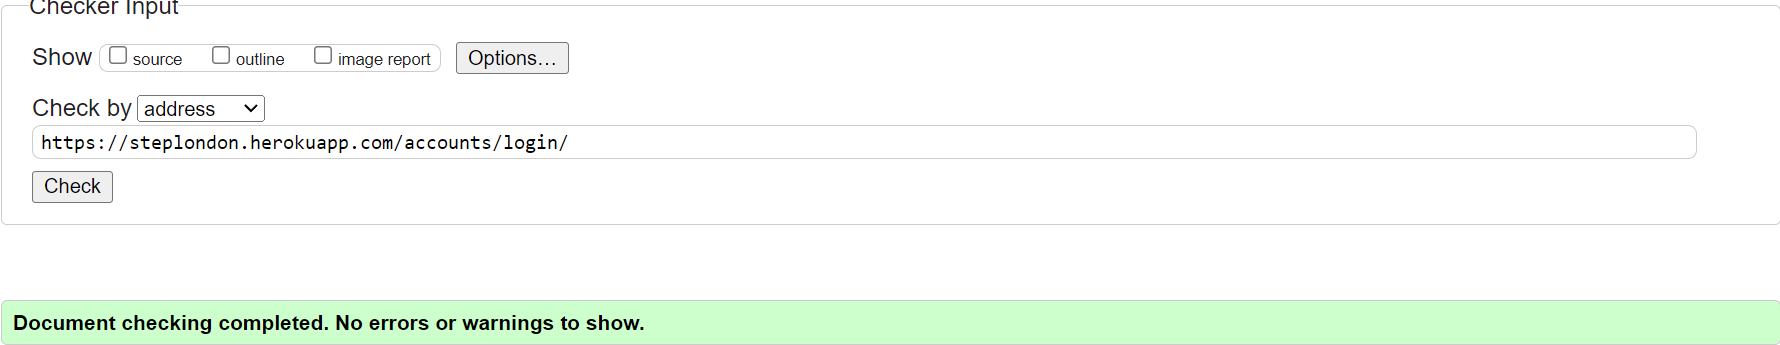 Checker Input
Show source outline image report Options...
Check by address
https://steplondon.herokuapp.com/accounts/login/
Check
Document checking completed. No errors or warnings to show.